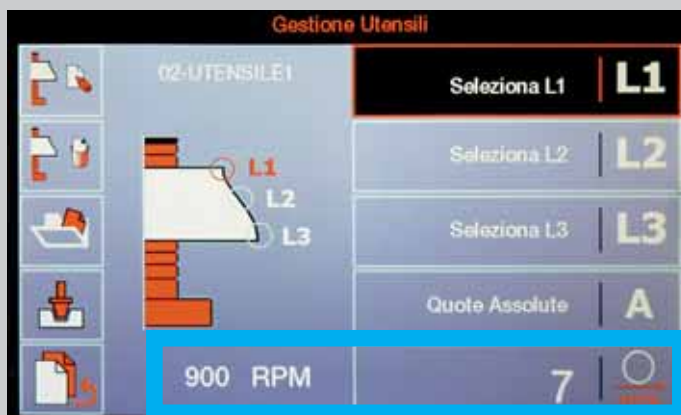 Gestione Utensili
02-UTENSILE1
Seleziona L1 L1
L1
Seleziona L2 L2
L2
L3
Seleziona L3 L3
Quote Assolute A
900 RPM
7